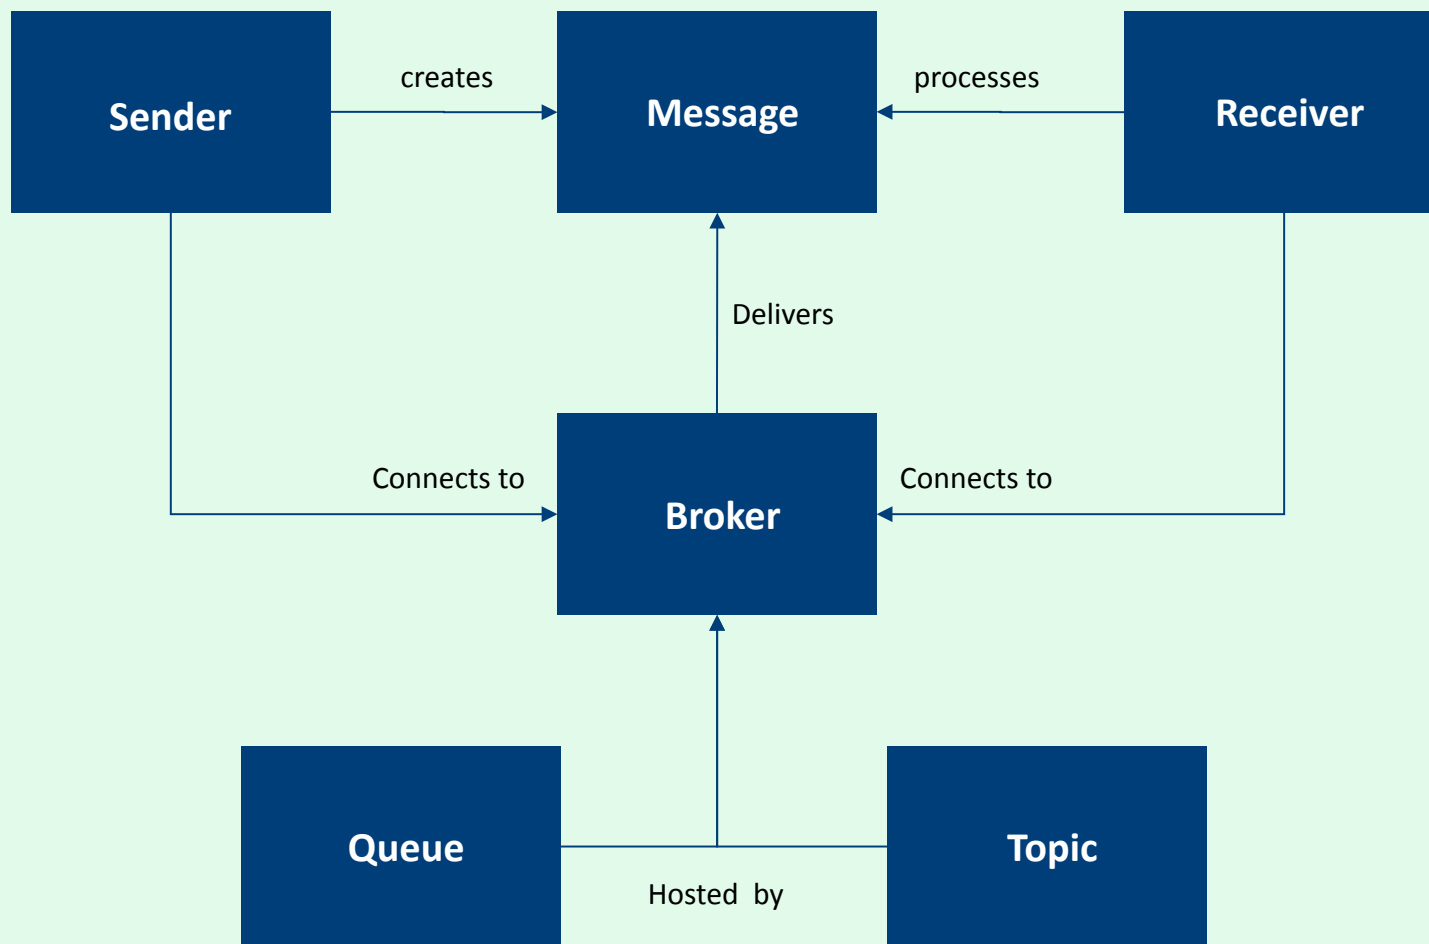 Sender
creates
Message
processes
Receiver
Delivers
Connects to
Broker
Connects to
Queue
Hosted  by
Topic